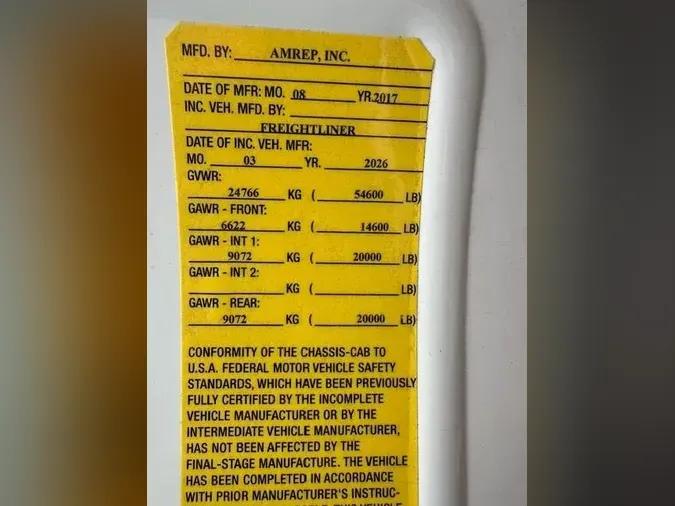 MFD. BY: AMREP, INC.
DATE OF MFR: MO. 08 YR. 2017
INC. VEH. MFD. BY:
FREIGHTLINER
DATE OF INC. VEH. MFR:
MO. 03 YR. 2026
GVWR:
24766 KG ( 54600 LB)
GAWR - FRONT:
6622 KG ( 14600 LB)
GAWR - INT 1:
9072 KG ( 20000 LB)
GAWR - INT 2:
KG ( LB)
GAWR - REAR:
9072 KG ( 20000 LB)
CONFORMITY OF THE CHASSIS-CAB TO
U.S.A. FEDERAL MOTOR VEHICLE SAFETY
STANDARDS, WHICH HAVE BEEN PREVIOUSLY
FULLY CERTIFIED BY THE INCOMPLETE
VEHICLE MANUFACTURER OR BY THE
INTERMEDIATE VEHICLE MANUFACTURER,
HAS NOT BEEN AFFECTED BY THE
FINAL-STAGE MANUFACTURE. THE VEHICLE
HAS BEEN COMPLETED IN ACCORDANCE
WITH PRIOR MANUFACTURER'S INSTRUC-